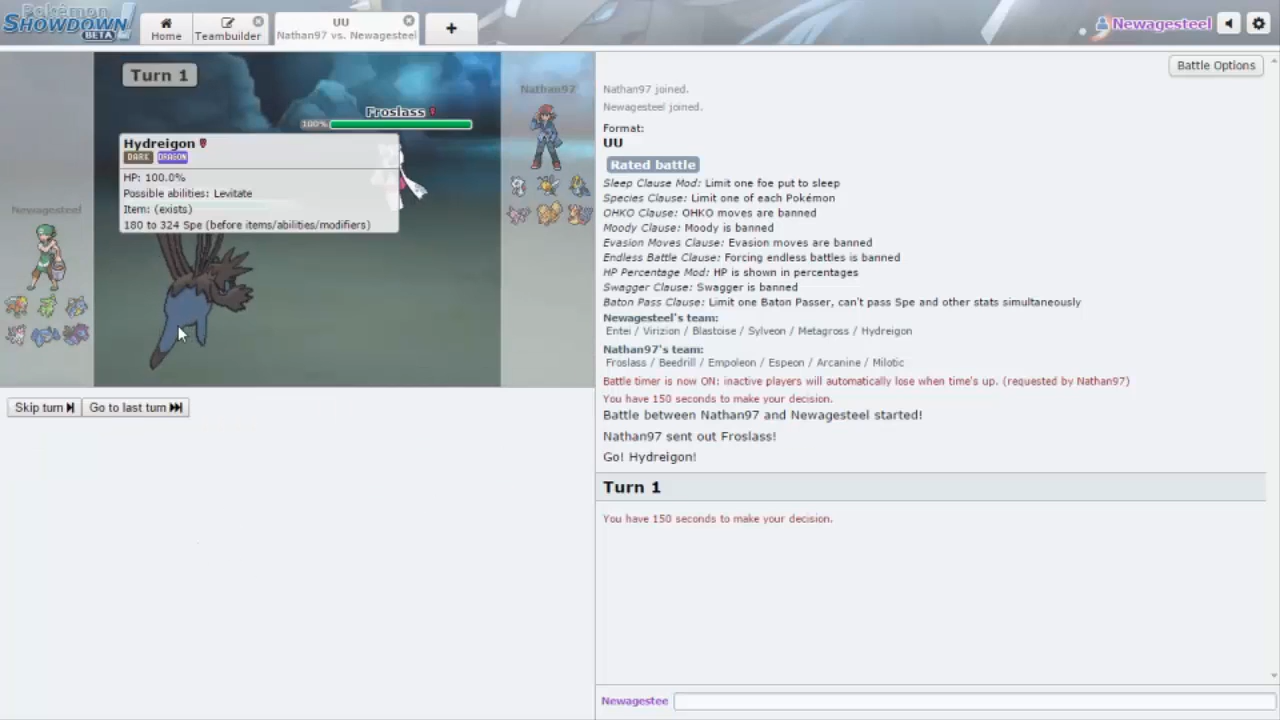 Pokémon
SHOWDOWN!
BETA
Home
Teambuilder
UU
Nathan97 vs. Newagesteel
+
Newagesteel
Turn 1
Froslass
100%
Hydreigon
DARK DRAGON
HP: 100.0%
Possible abilities: Levitate
Item: (exists)
180 to 324 Spe (before items/abilities/modifiers)
Newagesteel
Nathan97
Skip turn
Go to last turn
Battle Options
Nathan97 joined.
Newagesteel joined.
Format:
UU
Rated battle
Sleep Clause Mod: Limit one foe put to sleep
Species Clause: Limit one of each Pokémon
OHKO Clause: OHKO moves are banned
Moody Clause: Moody is banned
Evasion Moves Clause: Evasion moves are banned
Endless Battle Clause: Forcing endless battles is banned
HP Percentage Mod: HP is shown in percentages
Swagger Clause: Swagger is banned
Baton Pass Clause: Limit one Baton Passer, can't pass Spe and other stats simultaneously
Newagesteel's team:
Entei / Virizion / Blastoise / Sylveon / Metagross / Hydreigon
Nathan97's team:
Froslass / Beedrill / Empoleon / Espeon / Arcanine / Milotic
Battle timer is now ON: inactive players will automatically lose when time's up. (requested by Nathan97)
You have 150 seconds to make your decision.
Battle between Nathan97 and Newagesteel started!
Nathan97 sent out Froslass!
Go! Hydreigon!
Turn 1
You have 150 seconds to make your decision.
Newagestee